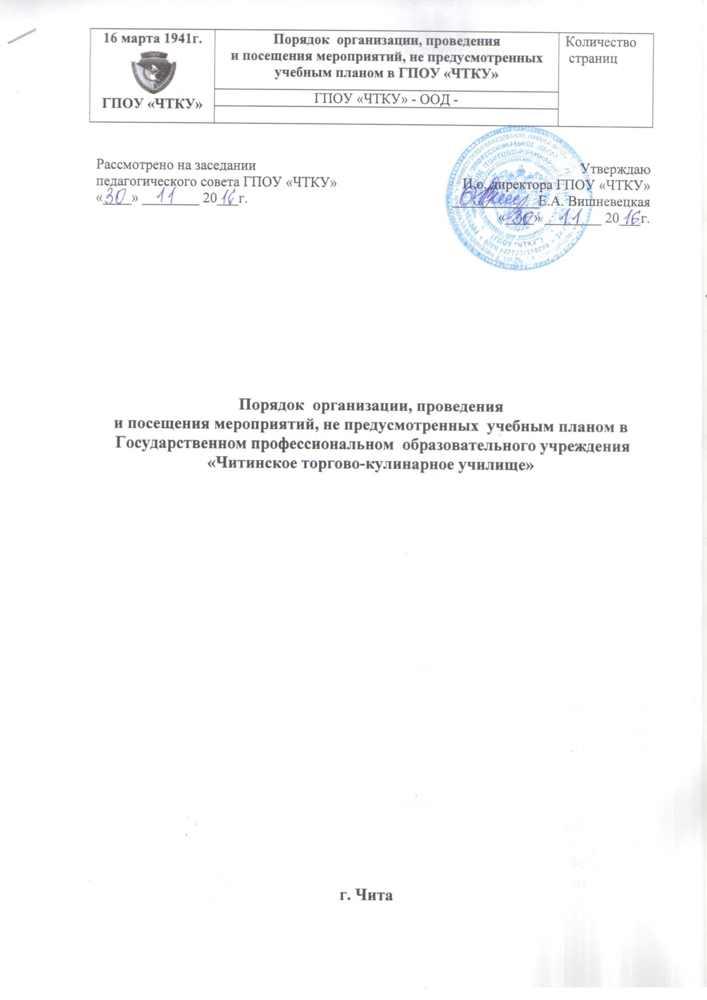 16 марта 1941г.
ГПОУ «ЧТКУ»
Порядок организации, проведения
и посещения мероприятий, не предусмотренных
учебным планом в ГПОУ «ЧТКУ»
ГПОУ «ЧТКУ» - ООД -
Количество
страниц
Рассмотрено на заседании
педагогического совета ГПОУ «ЧТКУ»
«30» 11 2016г.
Утверждаю
И.о. директора ГПОУ «ЧТКУ»
Е.А. Вишневецкая
«30» 11 2016г.
(ГПОУ "ЧТКУ")
Порядок организации, проведения
и посещения мероприятий, не предусмотренных учебным планом в
Государственном профессиональном образовательного учреждения
«Читинское торгово-кулинарное училище»
г. Чита